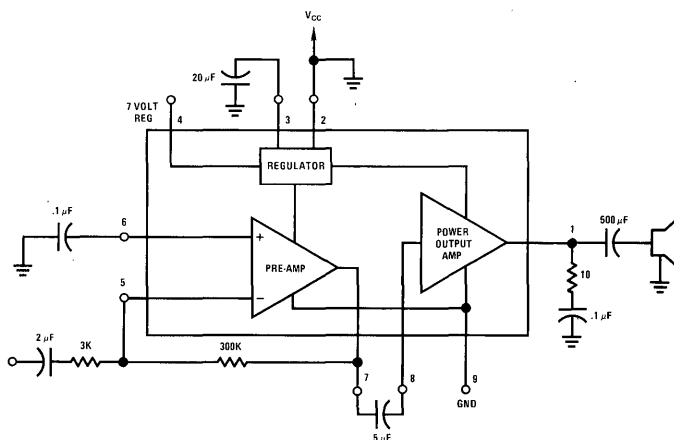 VCC
20 µF
7 VOLT
REG
4
3
2
REGULATOR
.1 µF
6
+
PRE-AMP
5
−
POWER
OUTPUT
AMP
1
500 µF
10
.1 µF
2 µF
3K
300K
7
8
9
GND
5 µF